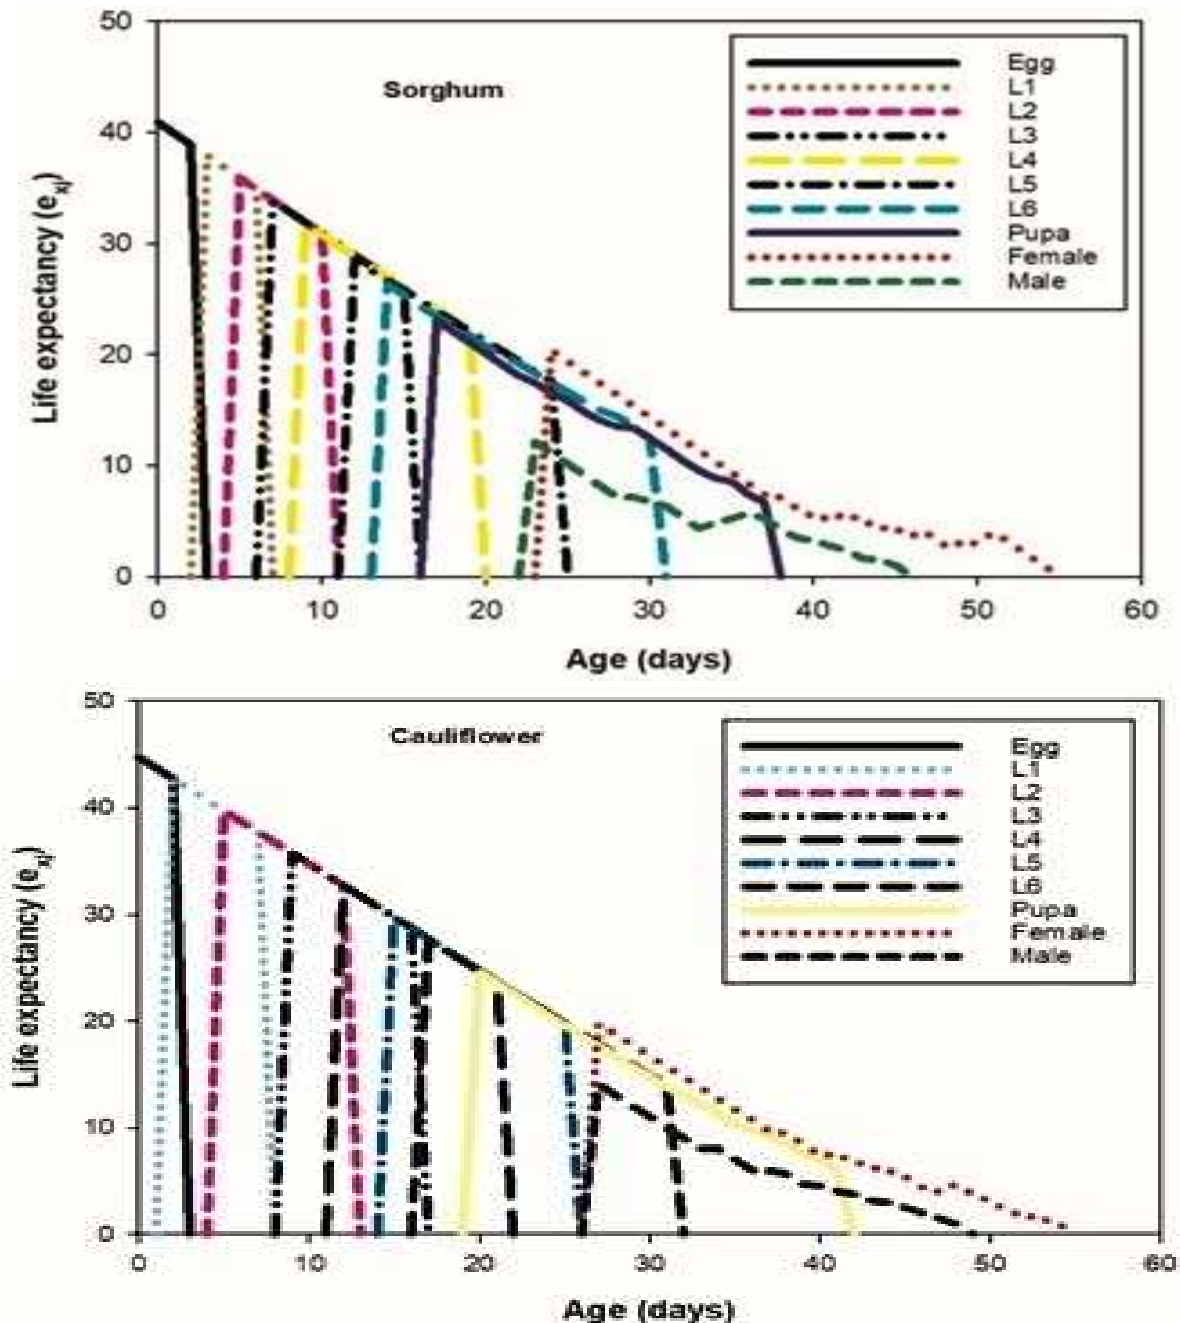 50
40
30
20
10
0
Life expectancy (exj)
Sorghum
Egg
L1
L2
L3
L4
L5
L6
Pupa
Female
Male
0 10 20 30 40 50 60
Age (days)
50
40
30
20
10
0
Life expectancy (exj)
Cauliflower
Egg
L1
L2
L3
L4
L5
L6
Pupa
Female
Male
0 10 20 30 40 50 60
Age (days)